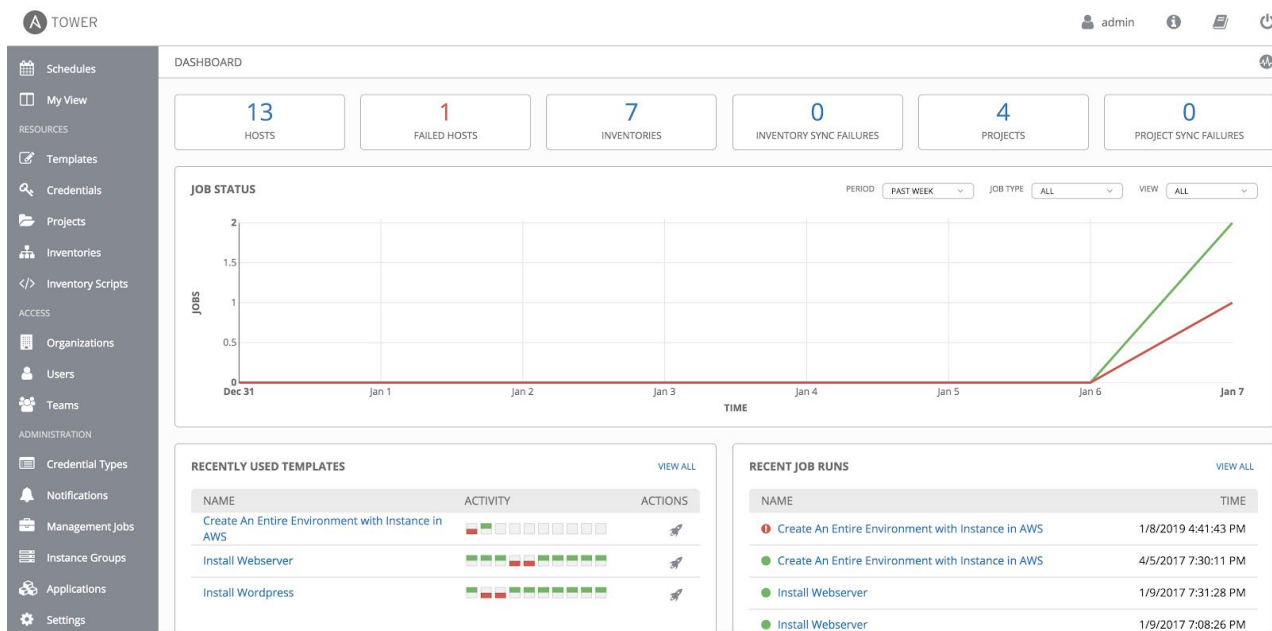 A TOWER
admin
Schedules
My View
RESOURCES
Templates
Credentials
Projects
Inventories
Inventory Scripts
ACCESS
Organizations
Users
Teams
ADMINISTRATION
Credential Types
Notifications
Management Jobs
Instance Groups
Applications
Settings
DASHBOARD
13
HOSTS
1
FAILED HOSTS
7
INVENTORIES
0
INVENTORY SYNC FAILURES
4
PROJECTS
0
PROJECT SYNC FAILURES
JOB STATUS
PERIOD PAST WEEK JOB TYPE ALL VIEW ALL
JOBS
2
1.5
1
0.5
0
Dec 31 Jan 1 Jan 2 Jan 3 Jan 4 Jan 5 Jan 6 Jan 7
TIME
RECENTLY USED TEMPLATES VIEW ALL
NAME ACTIVITY ACTIONS
Create An Entire Environment with Instance in
AWS
Install Webserver
Install Wordpress
RECENT JOB RUNS VIEW ALL
NAME TIME
Create An Entire Environment with Instance in AWS 1/8/2019 4:41:43 PM
Create An Entire Environment with Instance in AWS 4/5/2017 7:30:11 PM
Install Webserver 1/9/2017 7:31:28 PM
Install Webserver 1/9/2017 7:08:26 PM